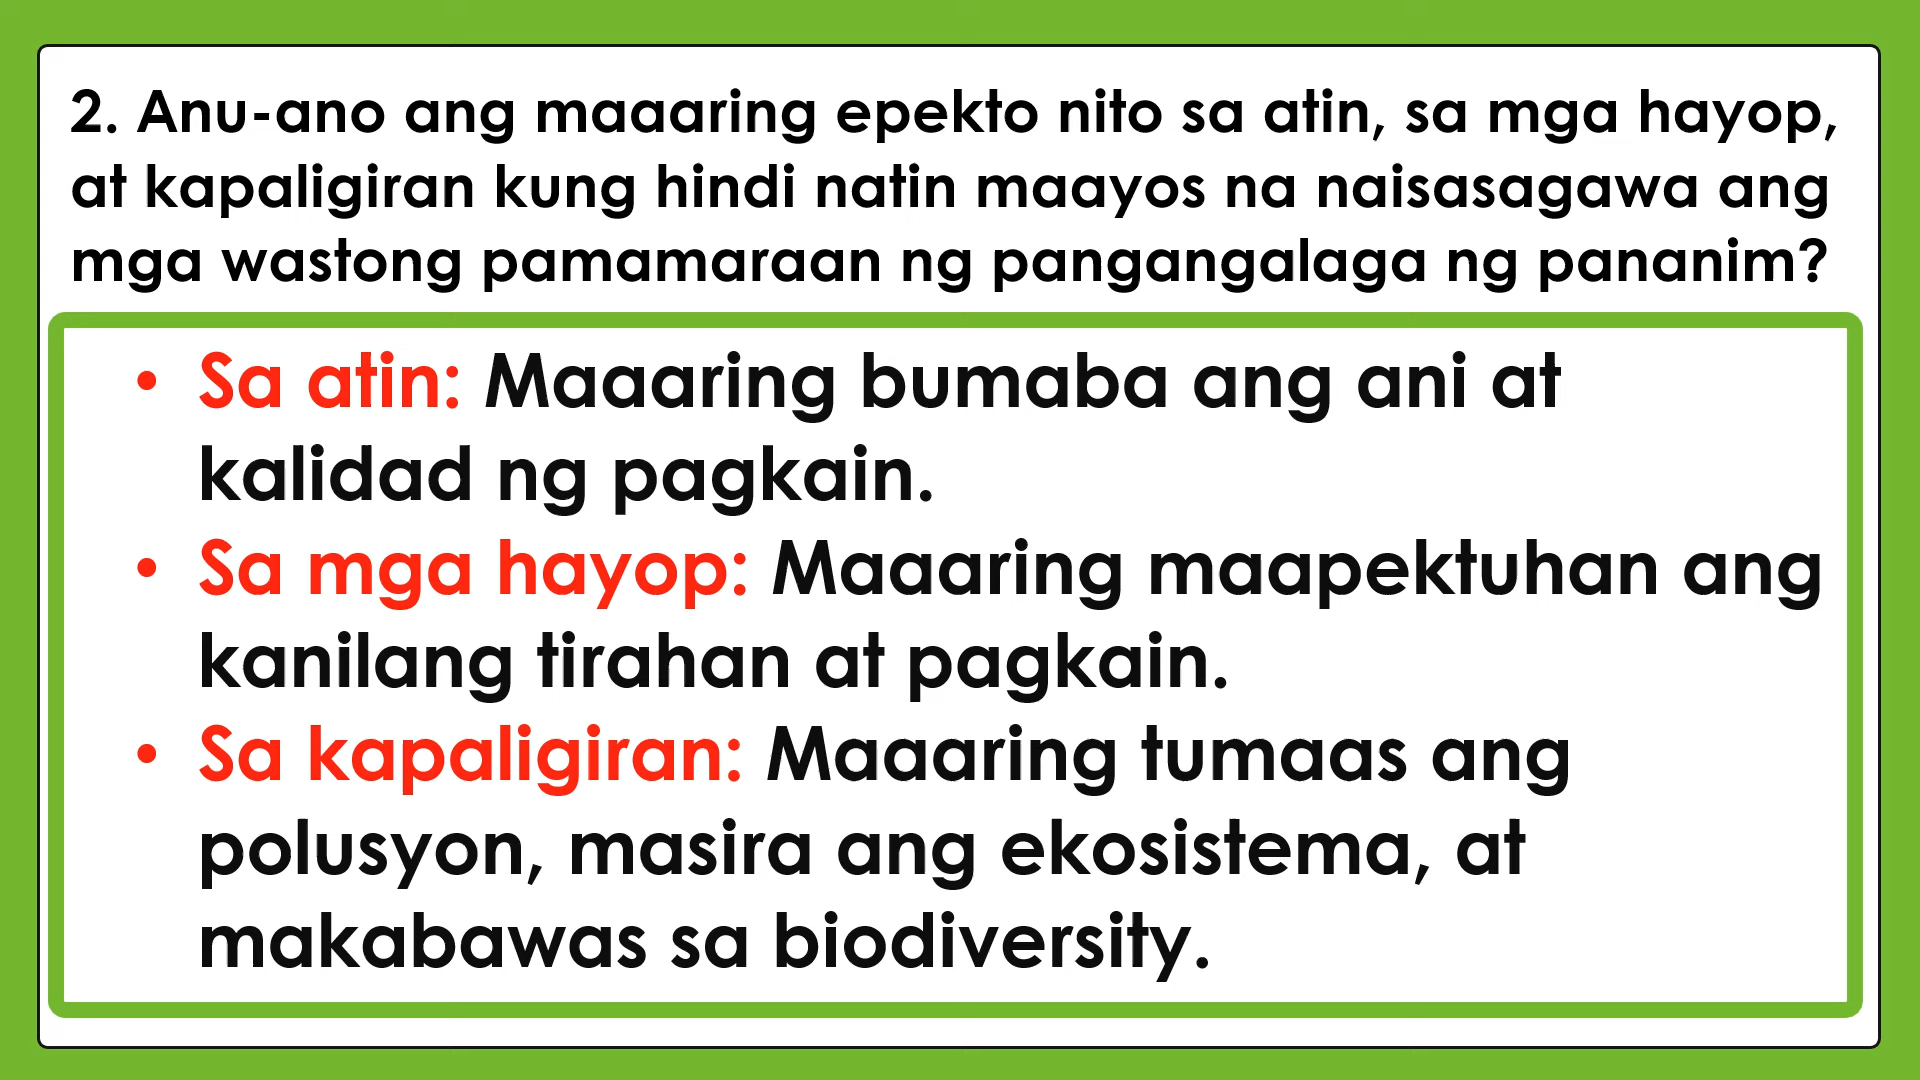 2. Anu-ano ang maaaring epekto nito sa atin, sa mga hayop,
at kapaligiran kung hindi natin maayos na naisasagawa ang
mga wastong pamamaraan ng pangangalaga ng pananim?
• Sa atin: Maaaring bumaba ang ani at
kalidad ng pagkain.
• Sa mga hayop: Maaaring maapektuhan ang
kanilang tirahan at pagkain.
• Sa kapaligiran: Maaaring tumaas ang
polusyon, masira ang ekosistema, at
makabawas sa biodiversity.